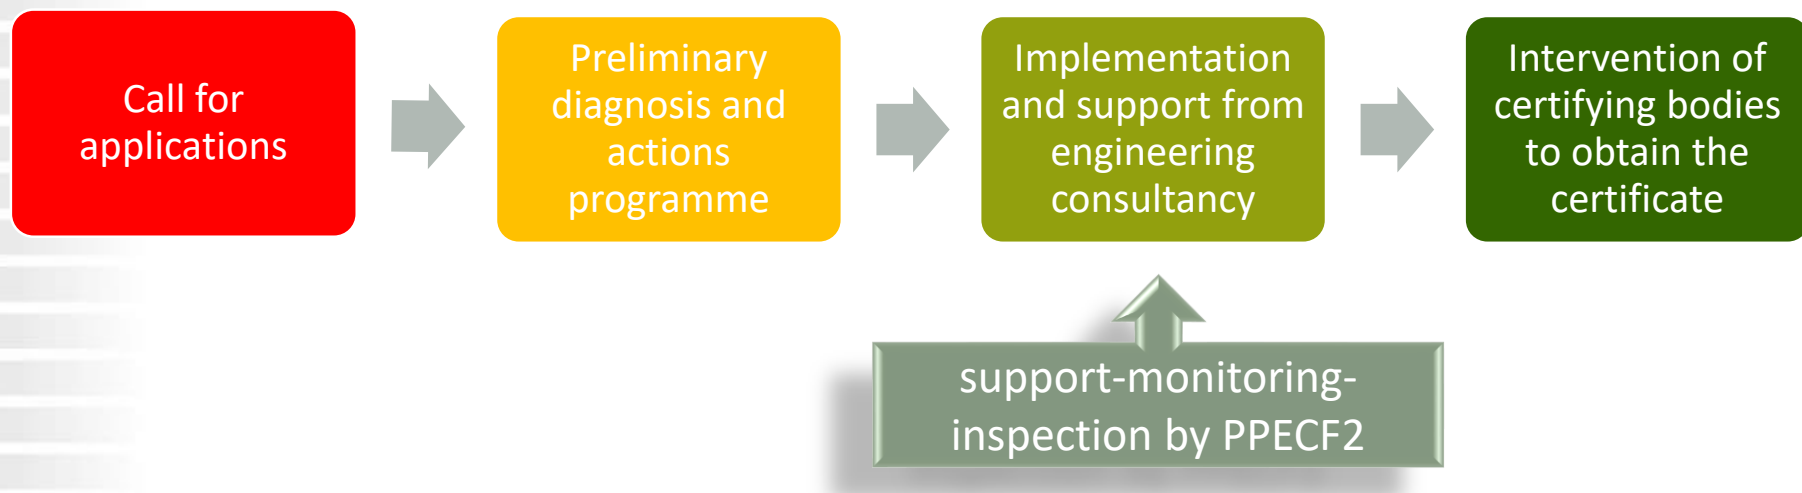 Call for
applications
Preliminary
diagnosis and
actions
programme
Implementation
and support from
engineering
consultancy
Intervention of
certifying bodies
to obtain the
certificate
support-monitoring-
inspection by PPECF2